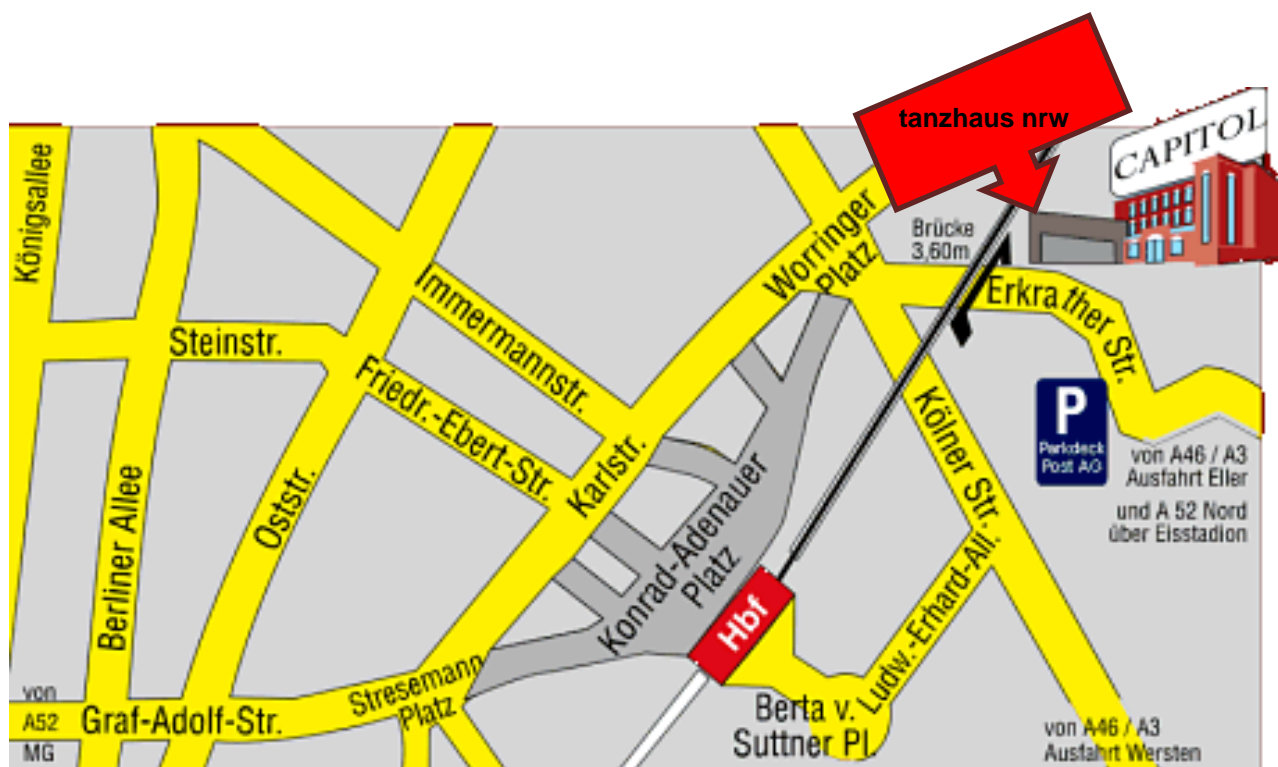 tanzhaus nrw
CAPITOL
Königsallee
Worringer
Platz
Brücke
3,60m
Immermannstr.
Erkrather Str.
Steinstr.
Friedr.-Ebert-Str.
P
Parkdeck
Post AG
Kölner Str.
Karlstr.
von A46 / A3
Ausfahrt Eller
und A 52 Nord
über Eisstadion
Berliner Allee
Oststr.
Konrad-Adenauer
Platz
Hbf
Ludw.-Erhard-All.
Stresemann
Platz
von
A52
MG
Graf-Adolf-Str.
Berta v.
Suttner Pl.
von A46 / A3
Ausfahrt Wersten